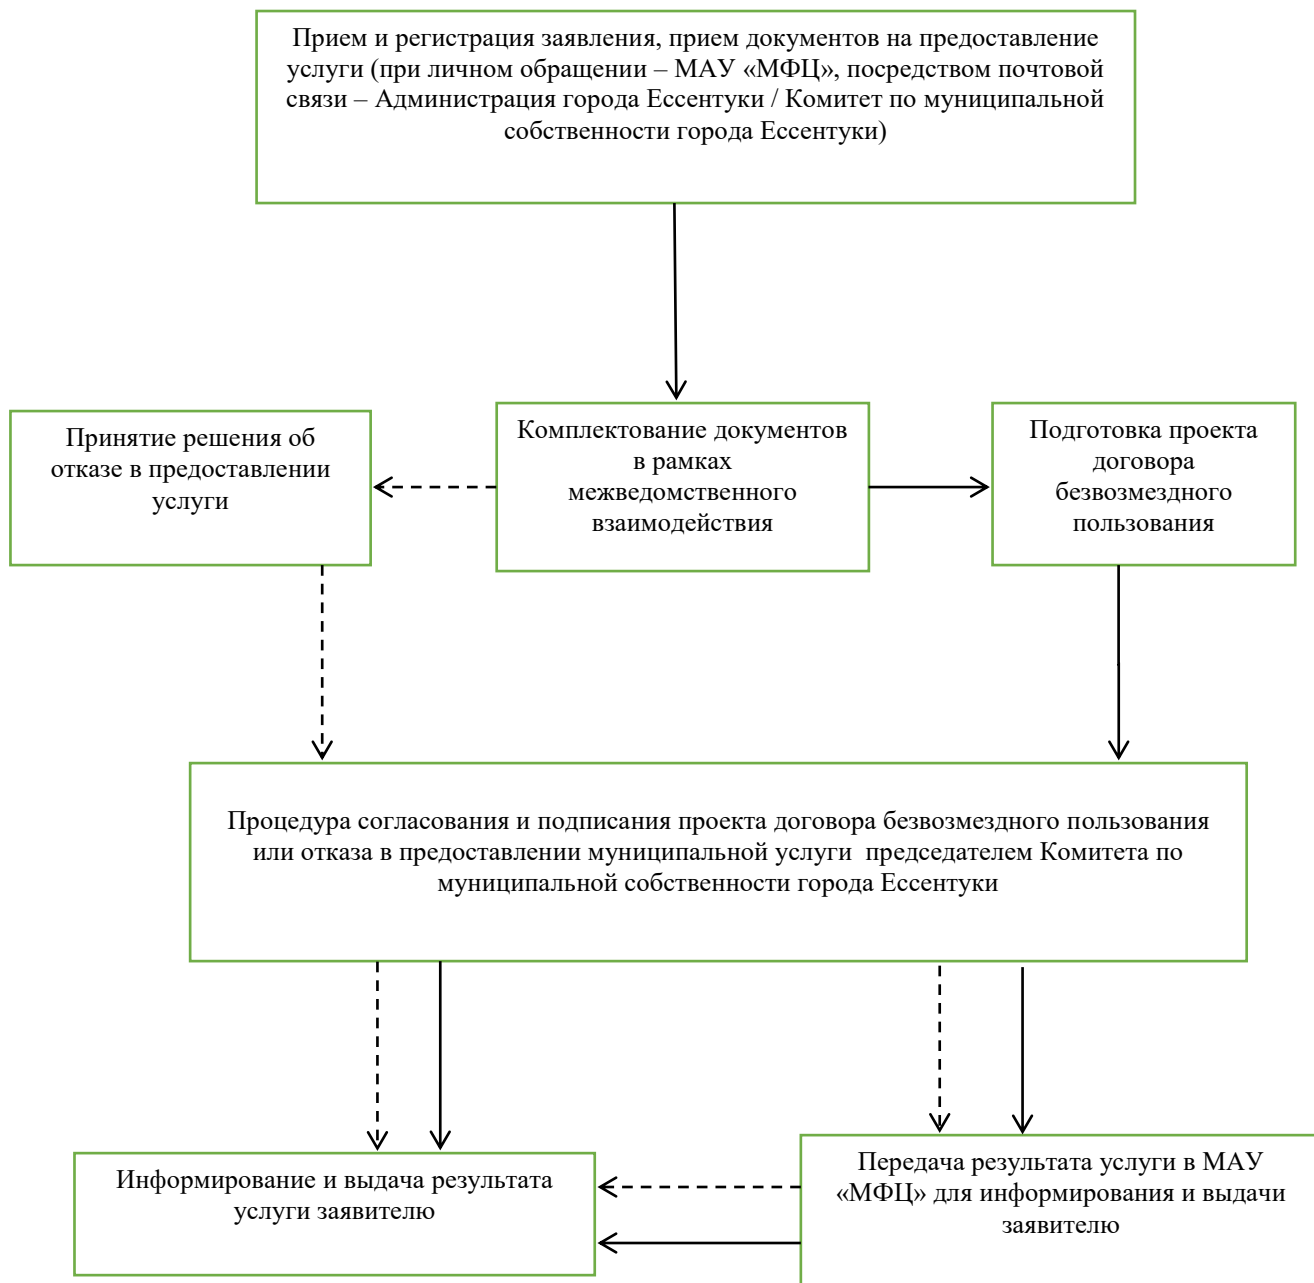 Прием и регистрация заявления, прием документов на предоставление
услуги (при личном обращении – МАУ «МФЦ», посредством почтовой
связи – Администрация города Ессентуки / Комитет по муниципальной
собственности города Ессентуки)
Принятие решения об
отказе в предоставлении
услуги
Комплектование документов
в рамках
межведомственного
взаимодействия
Подготовка проекта
договора
безвозмездного
пользования
Процедура согласования и подписания проекта договора безвозмездного пользования
или отказа в предоставлении муниципальной услуги  председателем Комитета по
муниципальной собственности города Ессентуки
Информирование и выдача результата
услуги заявителю
Передача результата услуги в МАУ
«МФЦ» для информирования и выдачи
заявителю